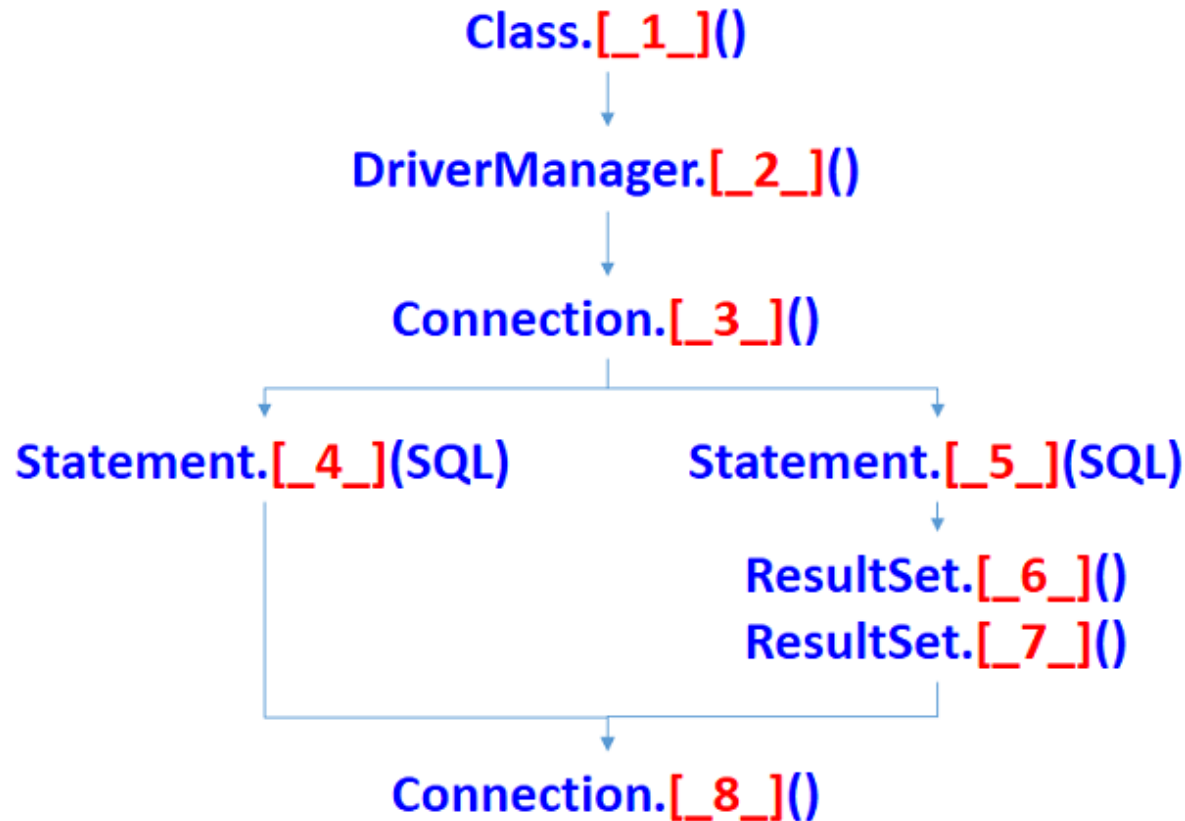 Class.[_1_]()
DriverManager.[_2_]()
Connection.[_3_]()
Statement.[_4_](SQL)
Statement.[_5_](SQL)
ResultSet.[_6_]()
ResultSet.[_7_]()
Connection.[_8_]()